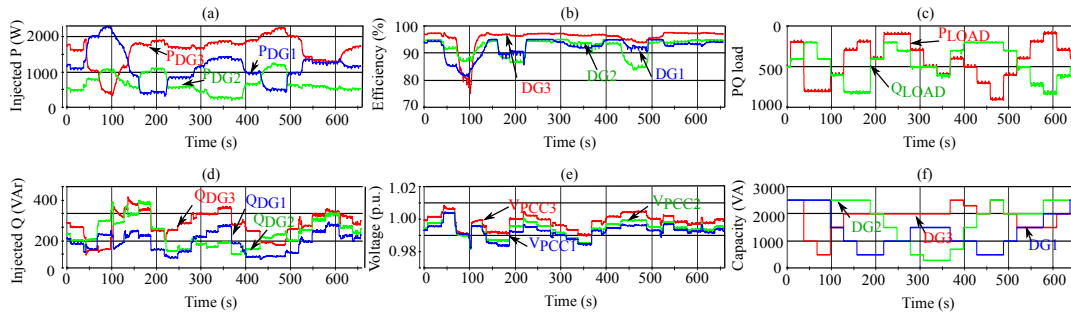 (a)
Injected P (W)
2000
1000
0
PDG3
PDG1
PDG2
0 100 200 300 400 500 600
Time (s)
(b)
Efficiency (%)
100
90
80
70
DG3
DG2
DG1
0 100 200 300 400 500 600
Time (s)
(c)
PQ load
0
500
1000
PLOAD
QLOAD
0 100 200 300 400 500 600
Time (s)
(d)
Injected Q (VAr)
400
200
0
QDG3
QDG1
QDG2
0 100 200 300 400 500 600
Time (s)
(e)
Voltage (p.u.)
1.02
1.00
0.98
VPCC3
VPCC2
VPCC1
0 100 200 300 400 500 600
Time (s)
(f)
Capacity (VA)
3000
2000
1000
0
DG2
DG3
DG1
0 100 200 300 400 500 600
Time (s)